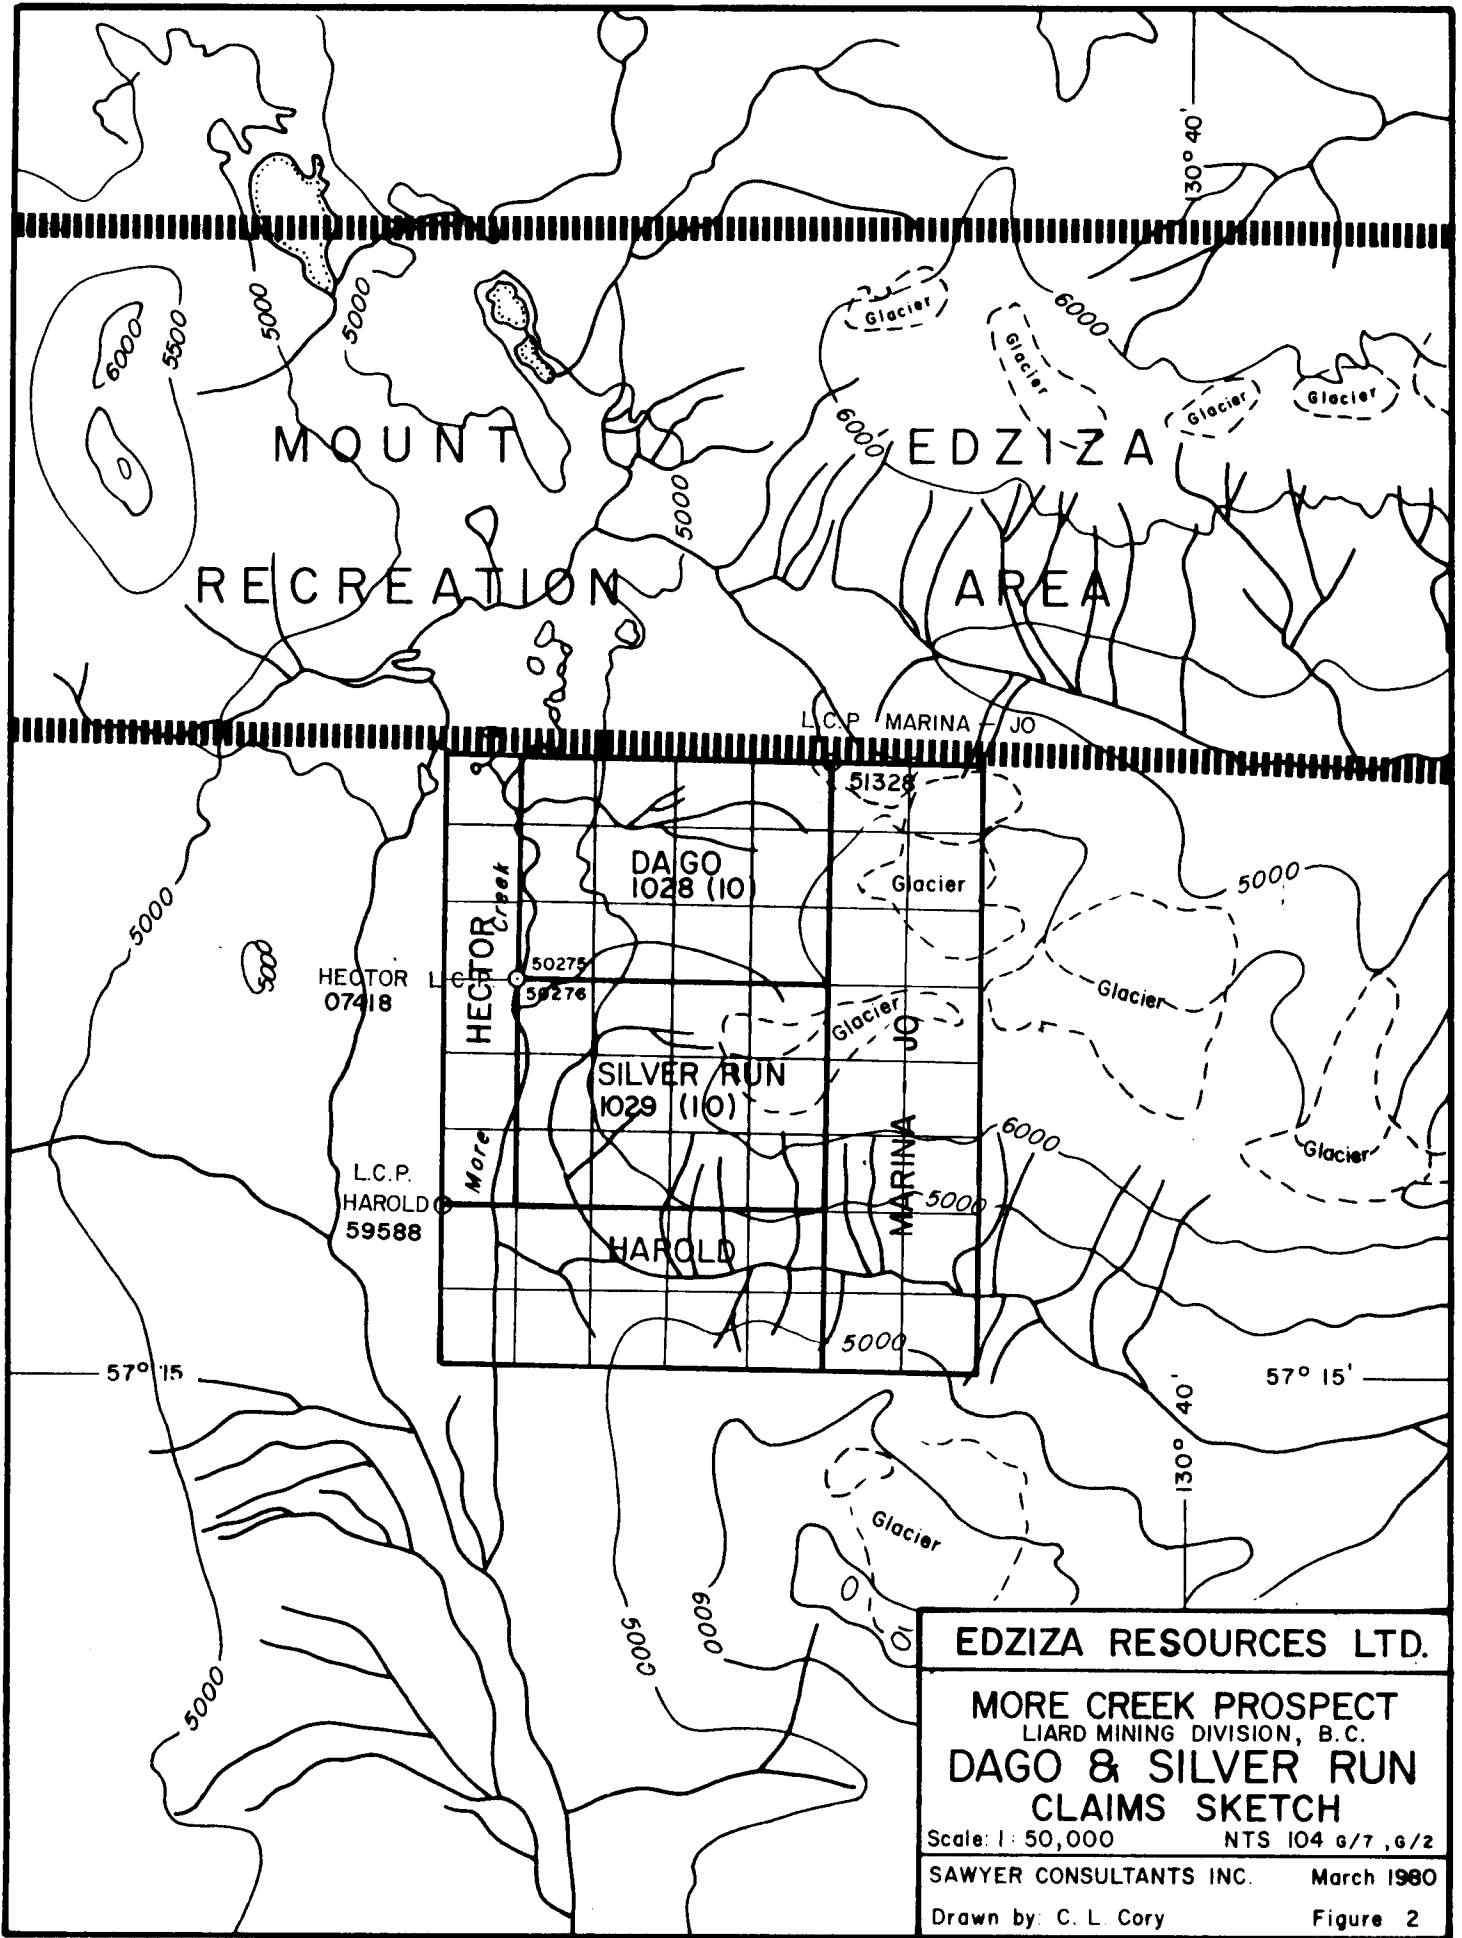 130° 40'
Glacier
6000
5000
5000
5500
6000
Glacier
Glacier
Glacier
6000
MOUNT EDZIZA
5000
RECREATION AREA
L.C.P. MARINA - JO
51328
DAGO
1028 (10)
Glacier
5000
5000
Creek
HECTOR
5000
50275
HECTOR L.C.P.
07418
50276
Glacier
Glacier
JO
SILVER RUN
1029 (10)
MARINA
6000
Glacier
More
L.C.P.
HAROLD
59588
5000
HAROLD
5000
57° 15
57° 15'
130° 40'
Glacier
6000
5000
5000
EDZIZA RESOURCES LTD.
MORE CREEK PROSPECT
LIARD MINING DIVISION, B.C.
DAGO & SILVER RUN
CLAIMS SKETCH
Scale: 1:50,000 NTS 104 G/7, G/2
SAWYER CONSULTANTS INC. March 1980
Drawn by: C. L. Cory Figure 2